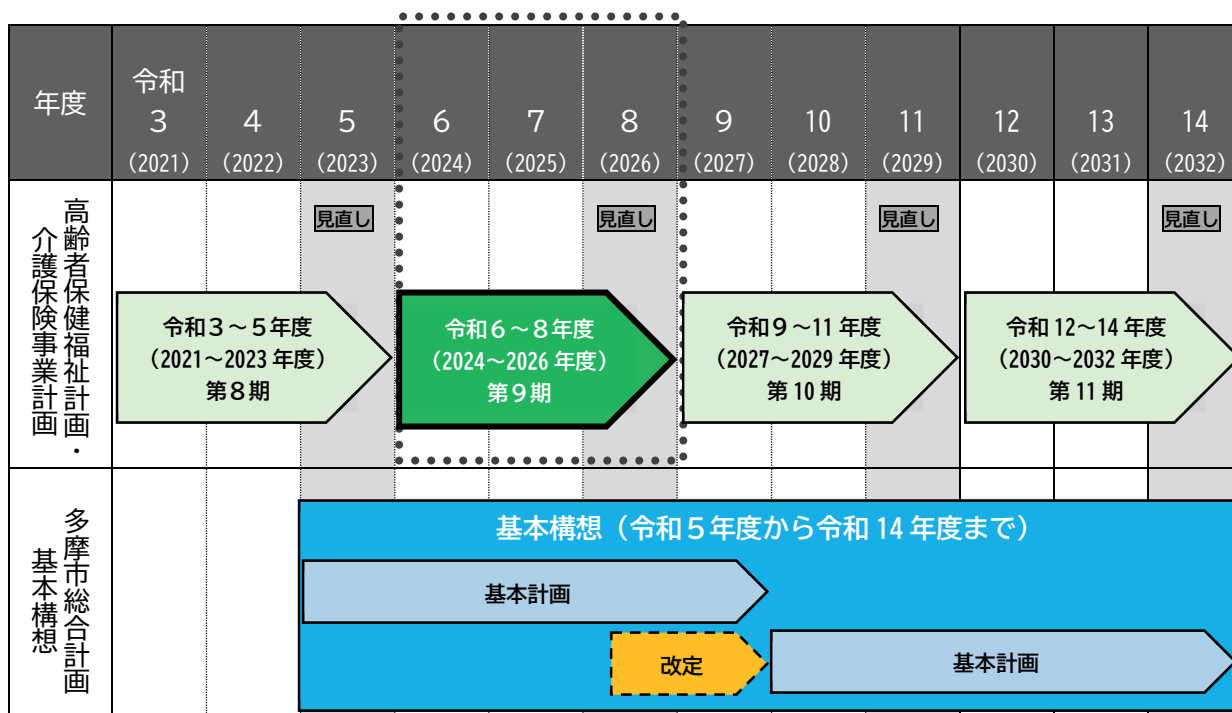 年度
令和
3 4 5 6 7 8 9 10 11 12 13 14
(2021) (2022) (2023) (2024) (2025) (2026) (2027) (2028) (2029) (2030) (2031) (2032)
高齢者保健福祉計画・
介護保険事業計画
見直し 見直し 見直し 見直し
令和3~5年度
(2021~2023 年度)
第8期
令和6~8年度
(2024~2026 年度)
第9期
令和9~11年度
(2027~2029 年度)
第10期
令和 12~14 年度
(2030~2032 年度)
第11期
多摩市総合計画
基本構想
基本構想(令和5年度から令和 14 年度まで)
基本計画
改定
基本計画